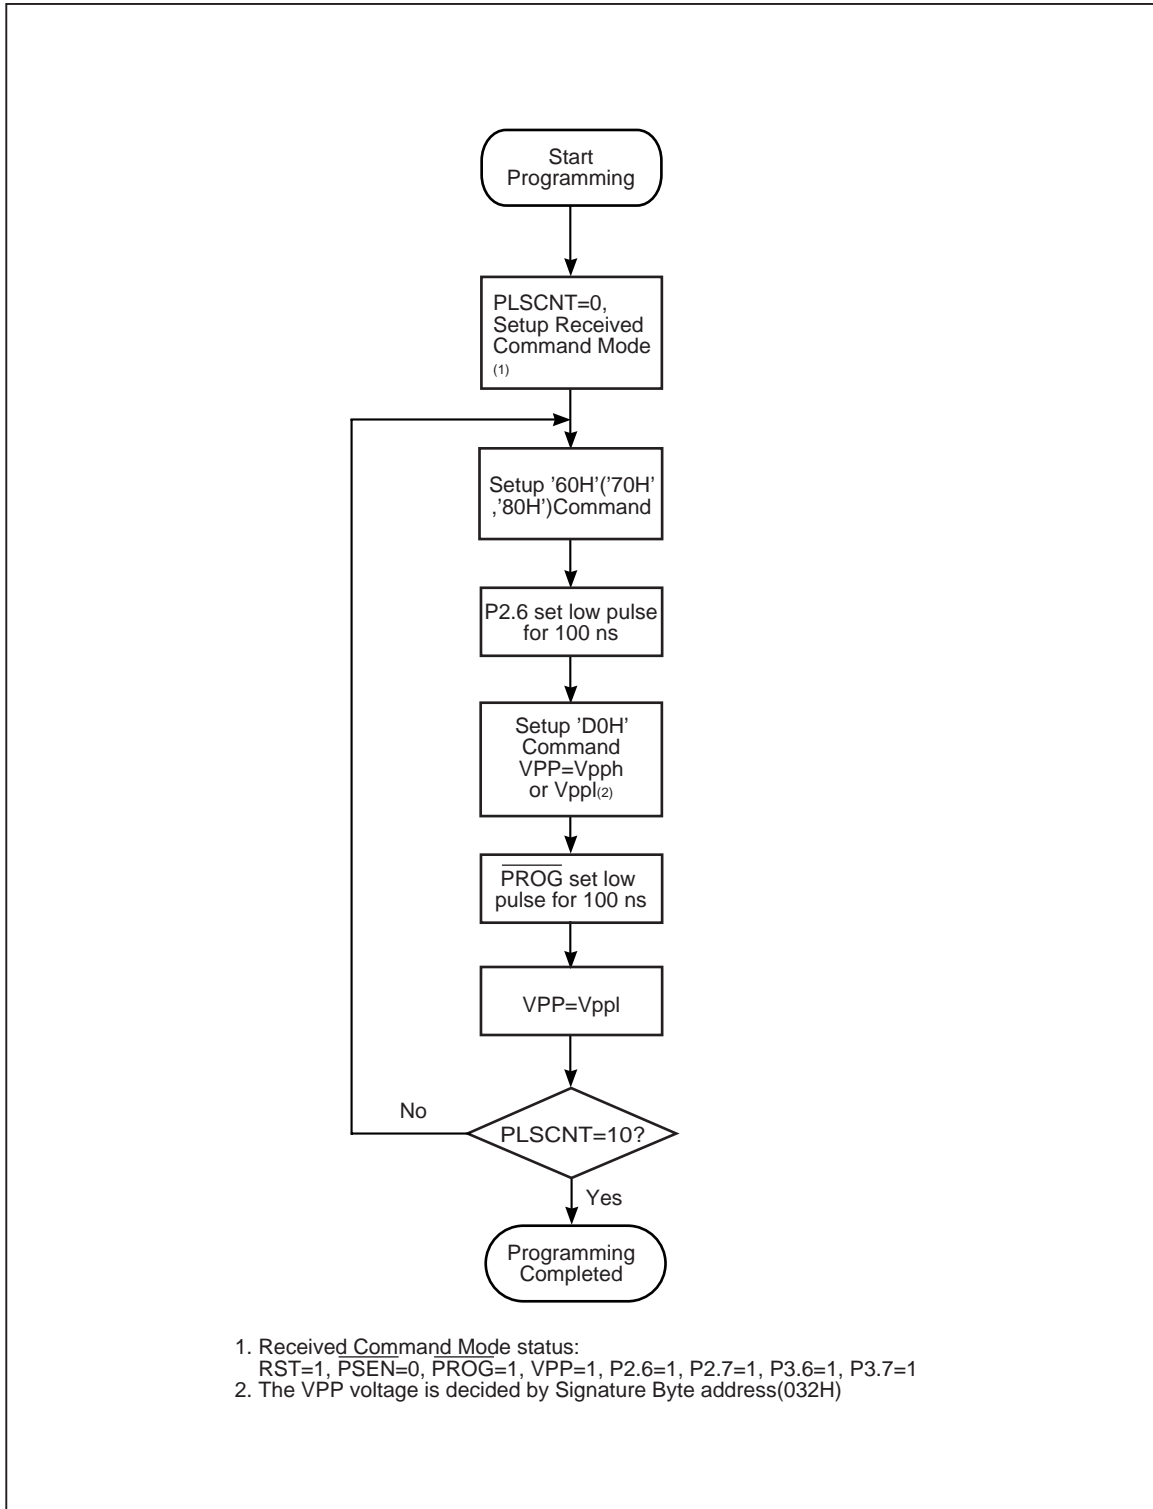 Start
Programming
PLSCNT=0,
Setup Received
Command Mode
(1)
Setup '60H'('70H'
,'80H')Command
P2.6 set low pulse
for 100 ns
Setup 'D0H'
Command
VPP=Vpph
or Vppl(2)
PROG set low
pulse for 100 ns
VPP=Vppl
No
PLSCNT=10?
Yes
Programming
Completed
1. Received Command Mode status:
RST=1, PSEN=0, PROG=1, VPP=1, P2.6=1, P2.7=1, P3.6=1, P3.7=1
2. The VPP voltage is decided by Signature Byte address(032H)